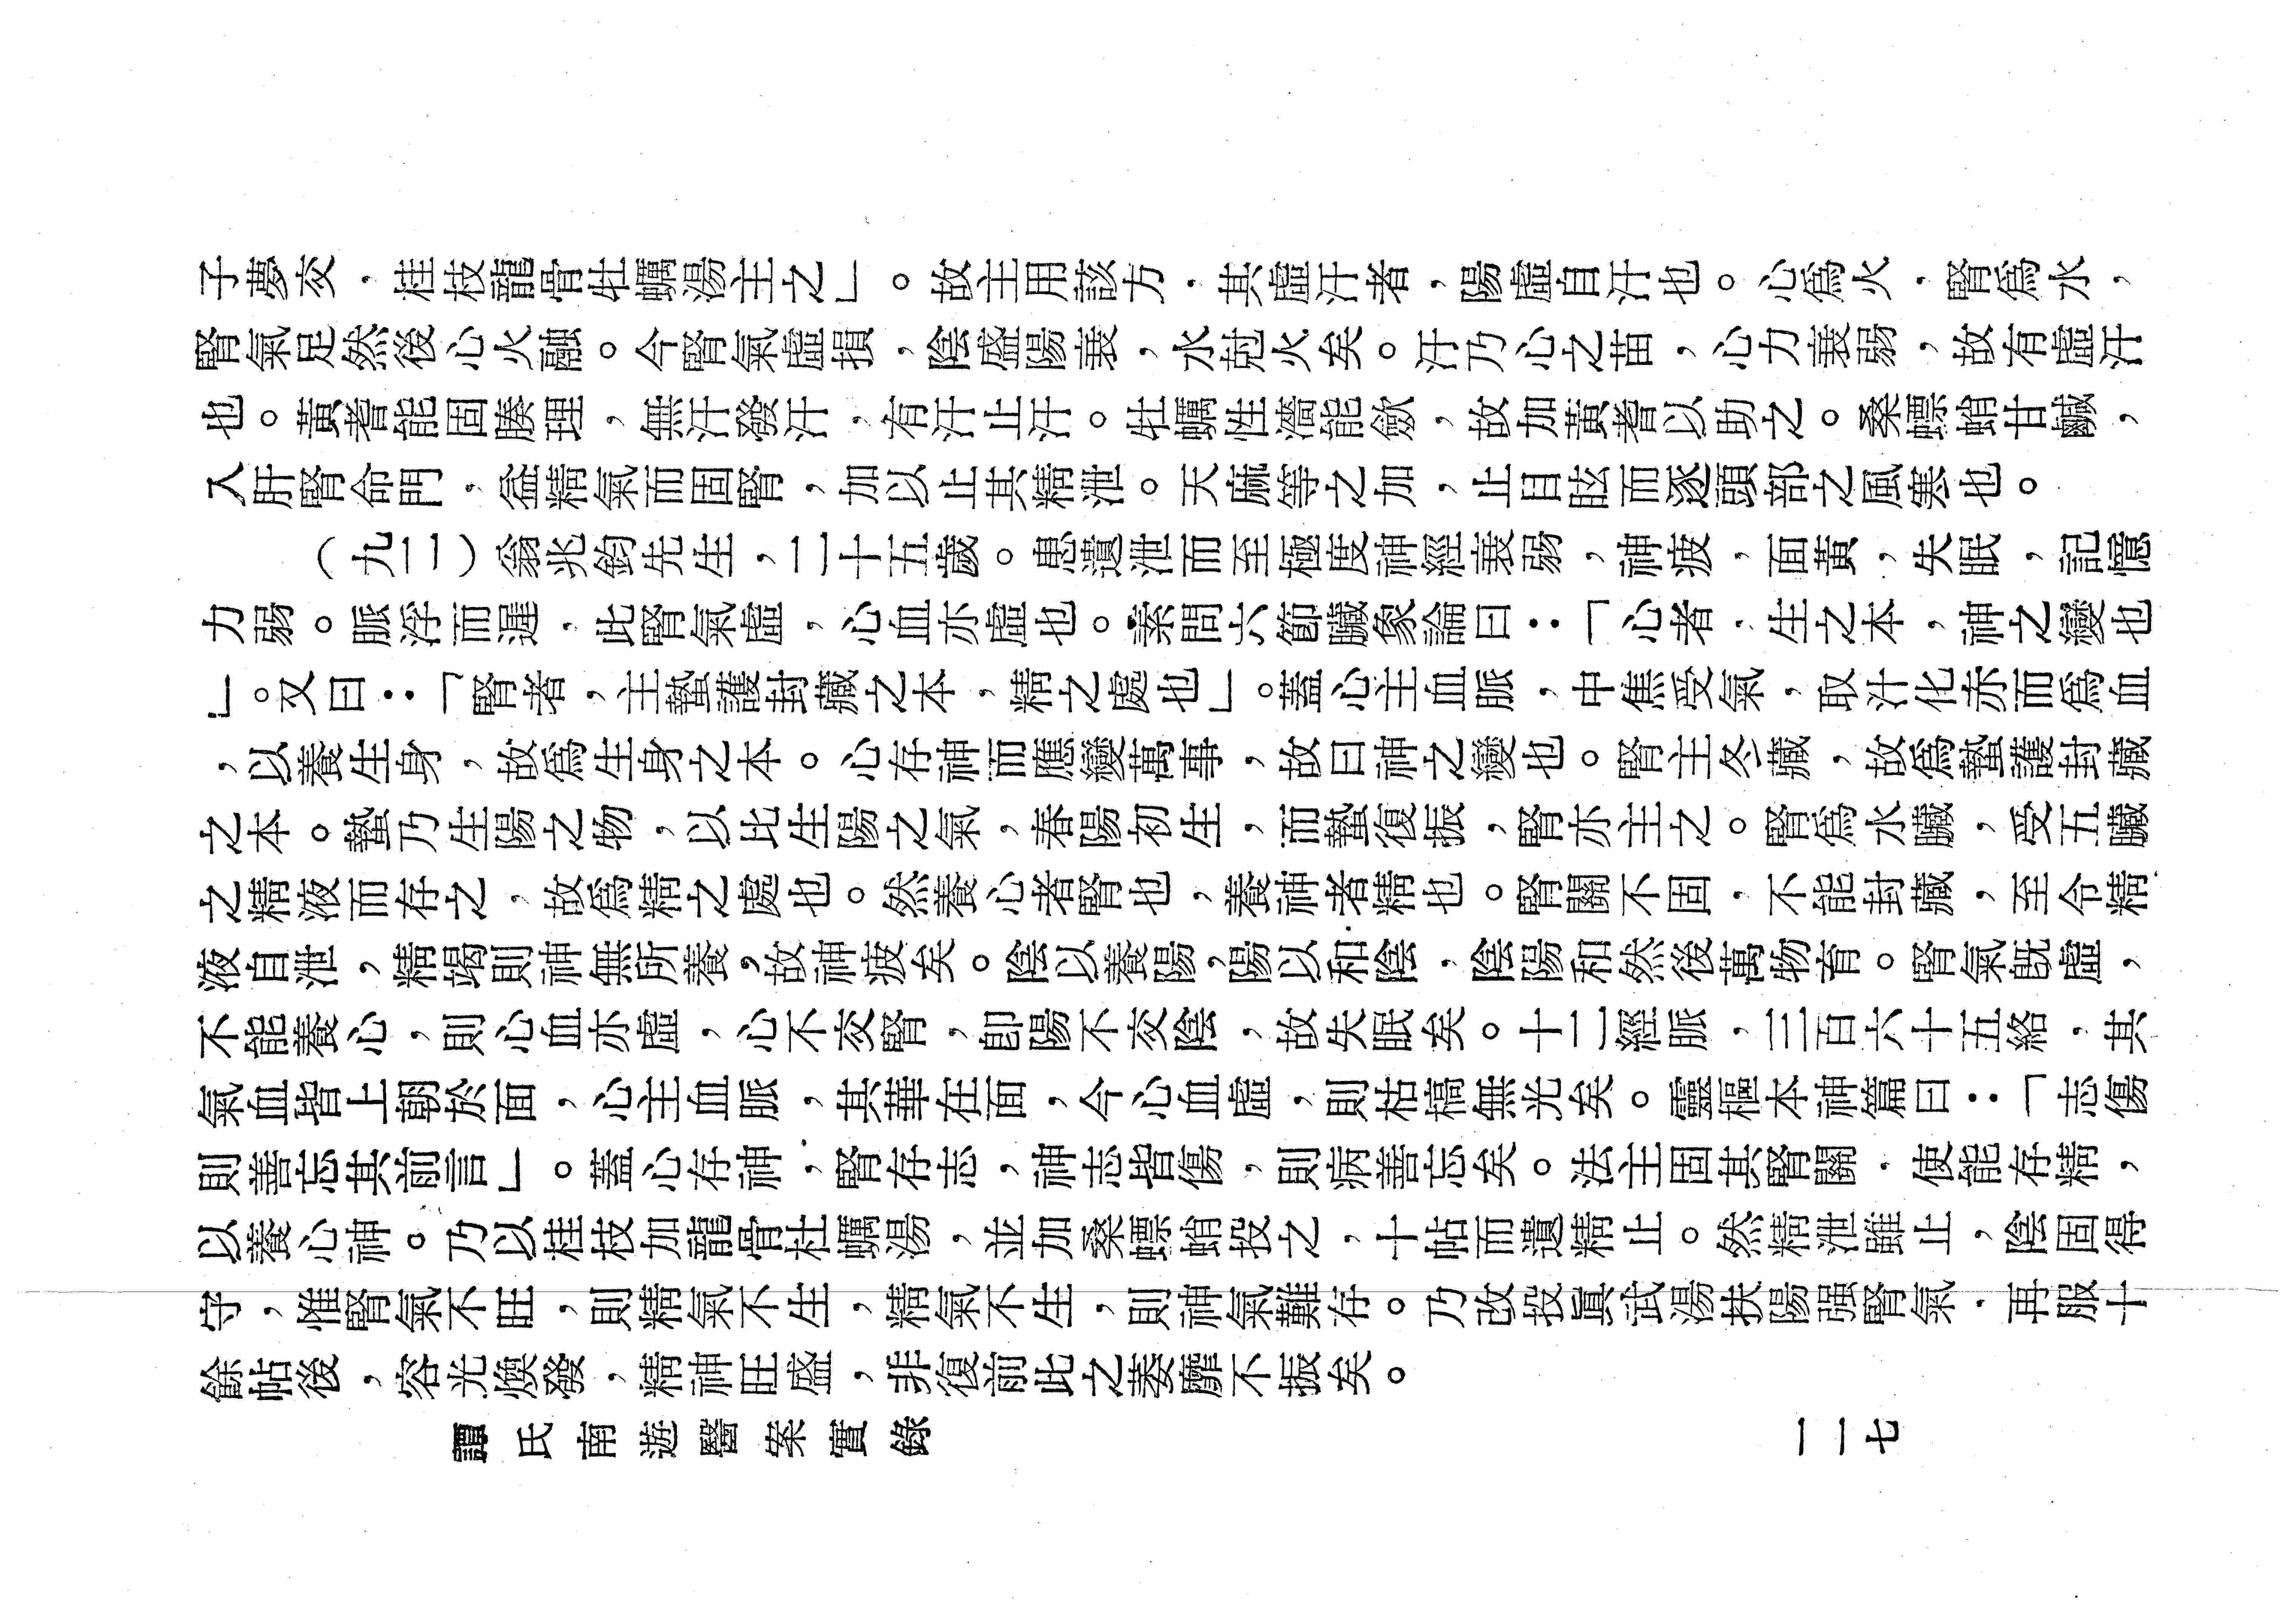 子夢交，桂枝龍骨牡蠣湯主之」。故主用該方，其虛汗者，陽虛自汗也。心爲火，腎爲水，
腎氣足然後心火融。今腎氣虛損，陰盛陽衰，水尅火矣。汗乃心之苗，心力衰弱，故有虛汗
也。黃耆能固腠理，無汗發汗，有汗止汗。牡蠣性濇能歛，故加黃耆以助之。桑螵蛸甘鹹，
入肝腎命門，益精氣而固腎，加以止其精泄。天麻等之加，止目眩而逐頭部之風寒也。
（九二）翁兆鈞先生，二十五歲。患遺泄而至極度神經衰弱，神疲，面黃，失眠，記憶
力弱。脈浮而遲，此腎氣虛，心血亦虛也。素問六節臟象論曰：「心者，生之本，神之變也
」。又曰：「腎者，主蟄護封藏之本，精之處也」。蓋心主血脈，中焦受氣，取汁化赤而爲血
，以養生身，故爲生身之本。心存神而應變萬事，故曰神之變也。腎主冬藏，故爲蟄護封藏
之本。蟄乃生陽之物，以比生陽之氣，春陽初生，而蟄復振，腎亦主之。腎爲水臟，受五臟
之精液而存之，故爲精之處也。然養心者腎也，養神者精也。腎關不固，不能封藏，至令精
液自泄，精竭則神無所養，故神疲矣。陰以養陽，陽以和陰，陰陽和然後萬物育。腎氣既虛，
不能養心，則心血亦虛，心不交腎，卽陽不交陰，故失眠矣。十二經脈，三百六十五絡，其
氣血皆上朝於面，心主血脈，其華在面，今心血虛，則枯槁無光矣。靈樞本神篇曰：「志傷
則善忘其前言」。蓋心存神，腎存志，神志皆傷，則病善忘矣。法主固其腎關，使能存精，
以養心神。乃以桂枝加龍骨杜蠣湯，並加桑螵蛸投之，十帖而遺精止。然精泄雖止，陰固得
守，惟腎氣不旺，則精氣不生，精氣不生，則神氣難存。乃改投眞武湯扶陽强腎氣，再服十
餘帖後，容光煥發，精神旺盛，非復前此之萎靡不振矣。
譚氏南遊醫案實錄
一一七